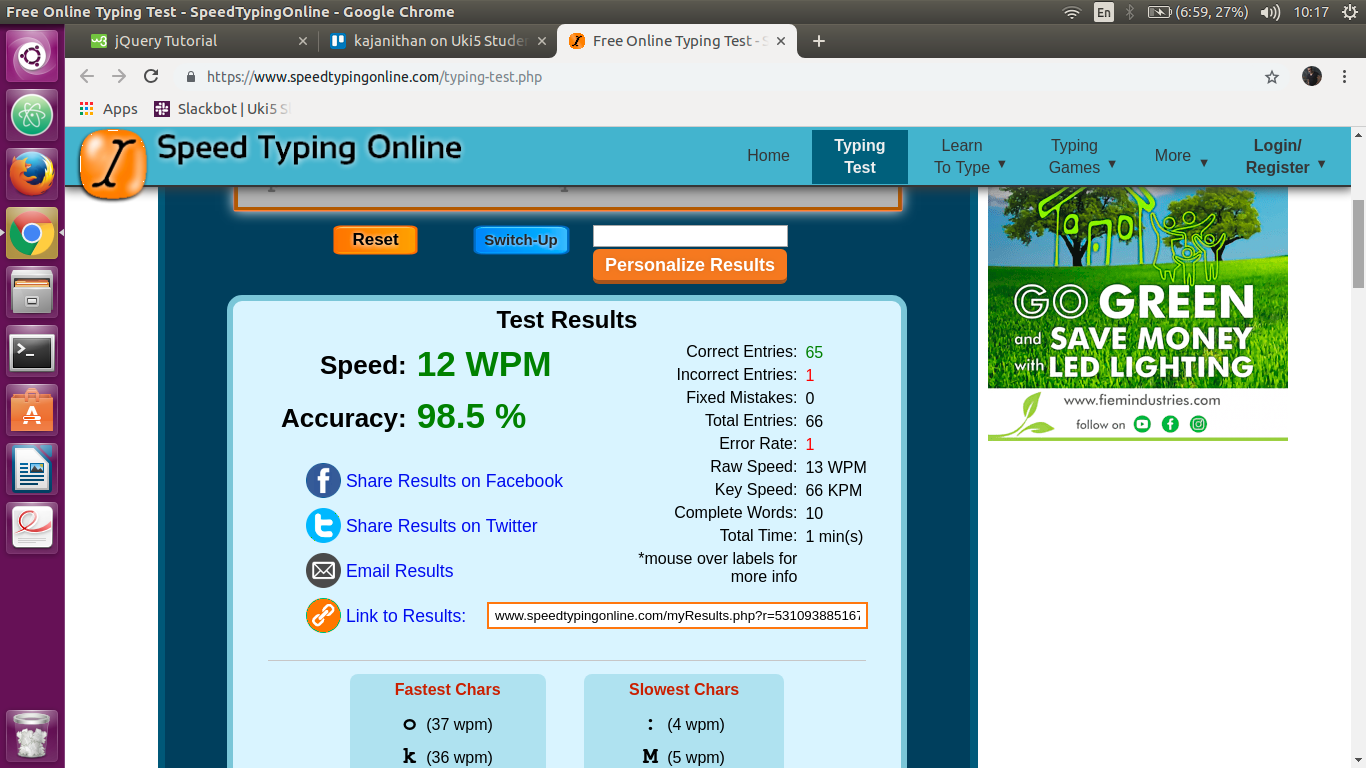 Free Online Typing Test - SpeedTypingOnline - Google Chrome
En (6:59, 27%) 10:17
jQuery Tutorial
kajanithan on Uki5 Stude
Free Online Typing Test - S
https://www.speedtypingonline.com/typing-test.php
Apps
Slackbot | Uki5 S
Speed Typing Online
Home
Typing Test
Learn To Type
Typing Games
More
Login/ Register
Reset
Switch-Up
Personalize Results
Test Results
Speed: 12 WPM
Accuracy: 98.5 %
Share Results on Facebook
Share Results on Twitter
Email Results
Link to Results: www.speedtypingonline.com/myResults.php?r=531093885167
Correct Entries: 65
Incorrect Entries: 1
Fixed Mistakes: 0
Total Entries: 66
Error Rate: 1
Raw Speed: 13 WPM
Key Speed: 66 KPM
Complete Words: 10
Total Time: 1 min(s)
*mouse over labels for
more info
Fastest Chars
o (37 wpm)
k (36 wpm)
Slowest Chars
: (4 wpm)
M (5 wpm)
GO GREEN
and SAVE MONEY
with LED LIGHTING
www.fiemindustries.com
follow on